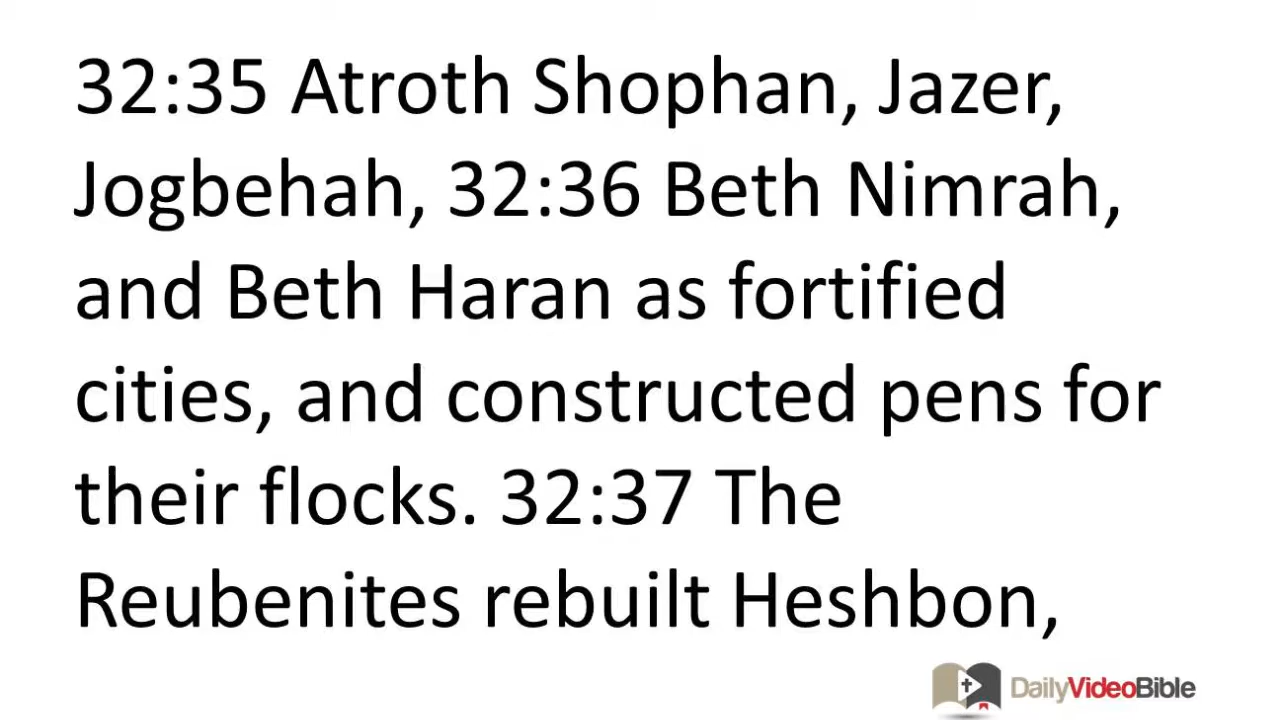 32:35 Atroth Shophan, Jazer,
Jogbehah, 32:36 Beth Nimrah,
and Beth Haran as fortified
cities, and constructed pens for
their flocks. 32:37 The
Reubenites rebuilt Heshbon,
DailyVideoBible